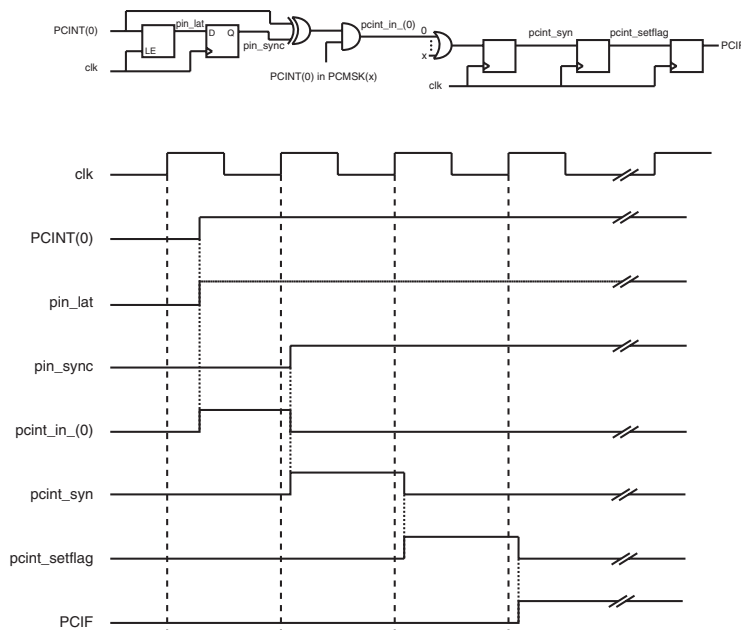 PCINT(0)
LE
clk
pin_lat
D Q
pin_sync
PCINT(0) in PCMSK(x)
pcint_in_(0)
0
x
clk
pcint_syn
pcint_setflag
PCIF
clk
PCINT(0)
pin_lat
pin_sync
pcint_in_(0)
pcint_syn
pcint_setflag
PCIF